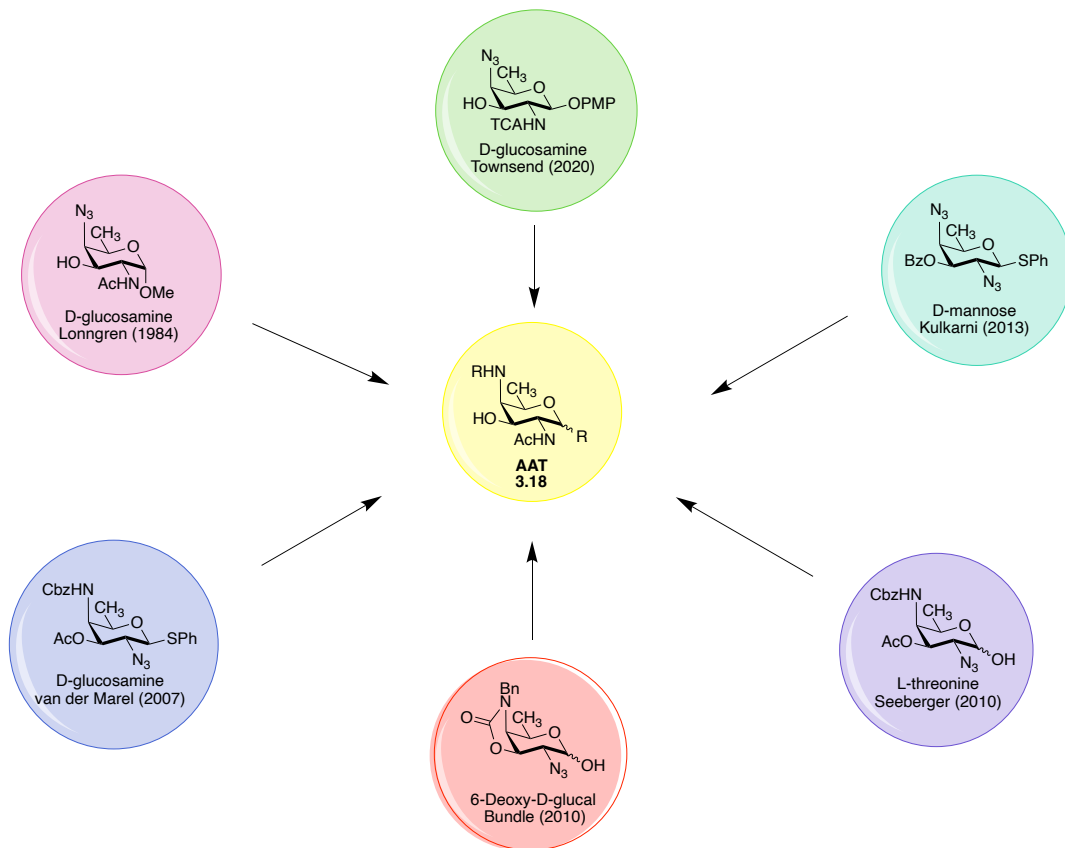 N3
CH3
O
HO
OPMP
TCAHN
D-glucosamine
Townsend (2020)
N3
CH3
O
HO
AcHN
OMe
D-glucosamine
Lonngren (1984)
N3
CH3
O
BzO
SPh
N3
D-mannose
Kulkarni (2013)
RHN
CH3
O
HO
AcHN
R
AAT
3.18
CbzHN
CH3
O
AcO
SPh
N3
D-glucosamine
van der Marel (2007)
Bn
N
O
CH3
O
O
OH
N3
6-Deoxy-D-glucal
Bundle (2010)
CbzHN
CH3
O
AcO
N3
OH
L-threonine
Seeberger (2010)